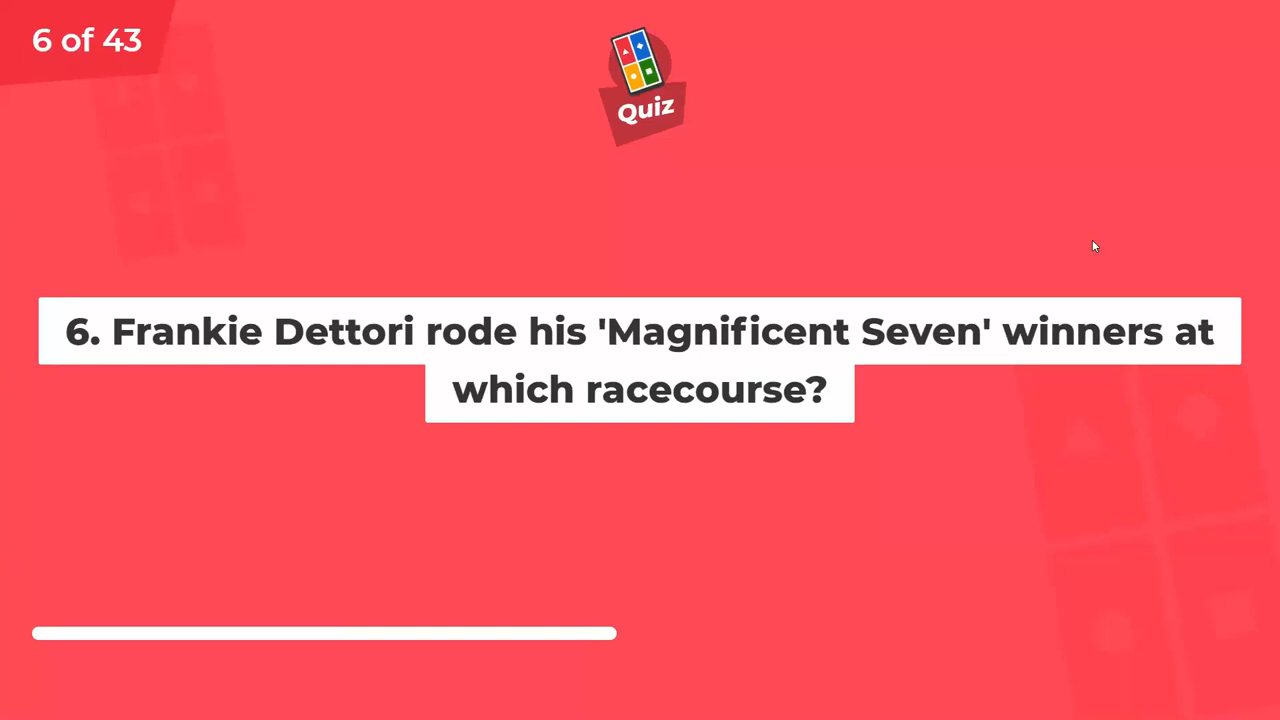 6 of 43
Quiz
6. Frankie Dettori rode his 'Magnificent Seven' winners at
which racecourse?